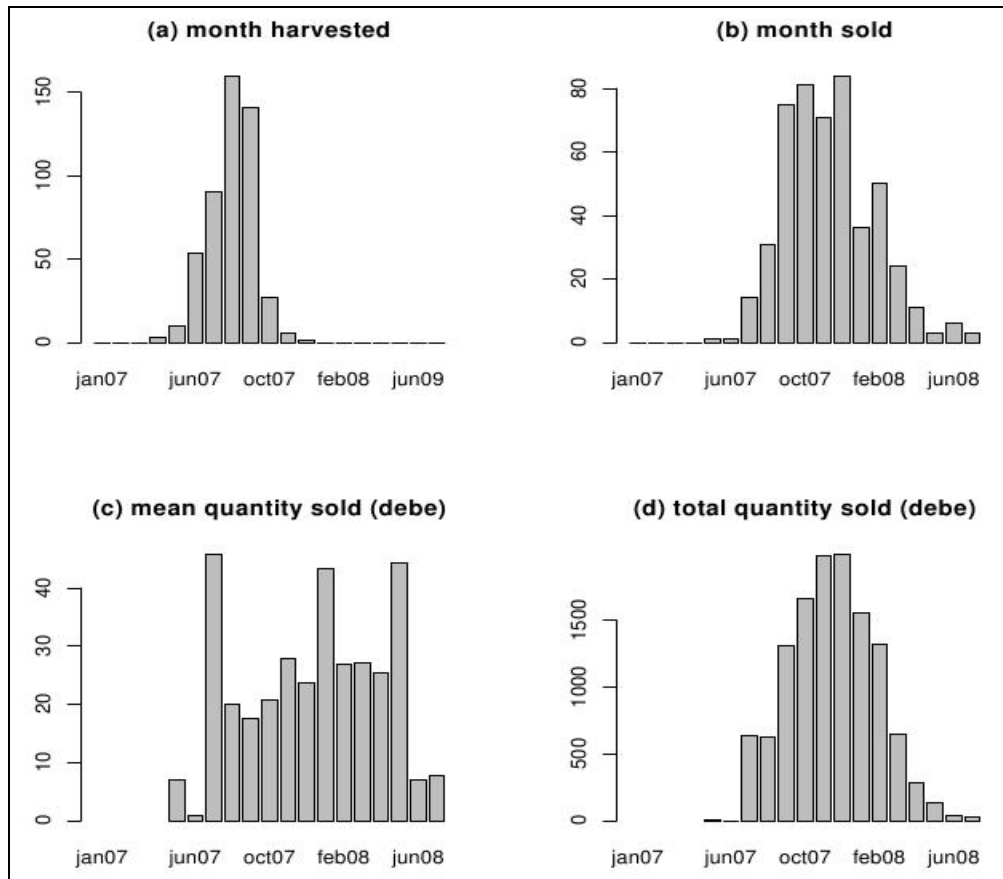 (a) month harvested
150
100
50
0
jan07 jun07 oct07 feb08 jun09
(b) month sold
80
60
40
20
0
jan07 jun07 oct07 feb08 jun08
(c) mean quantity sold (debe)
40
30
20
10
0
jan07 jun07 oct07 feb08 jun08
(d) total quantity sold (debe)
1500
1000
500
0
jan07 jun07 oct07 feb08 jun08